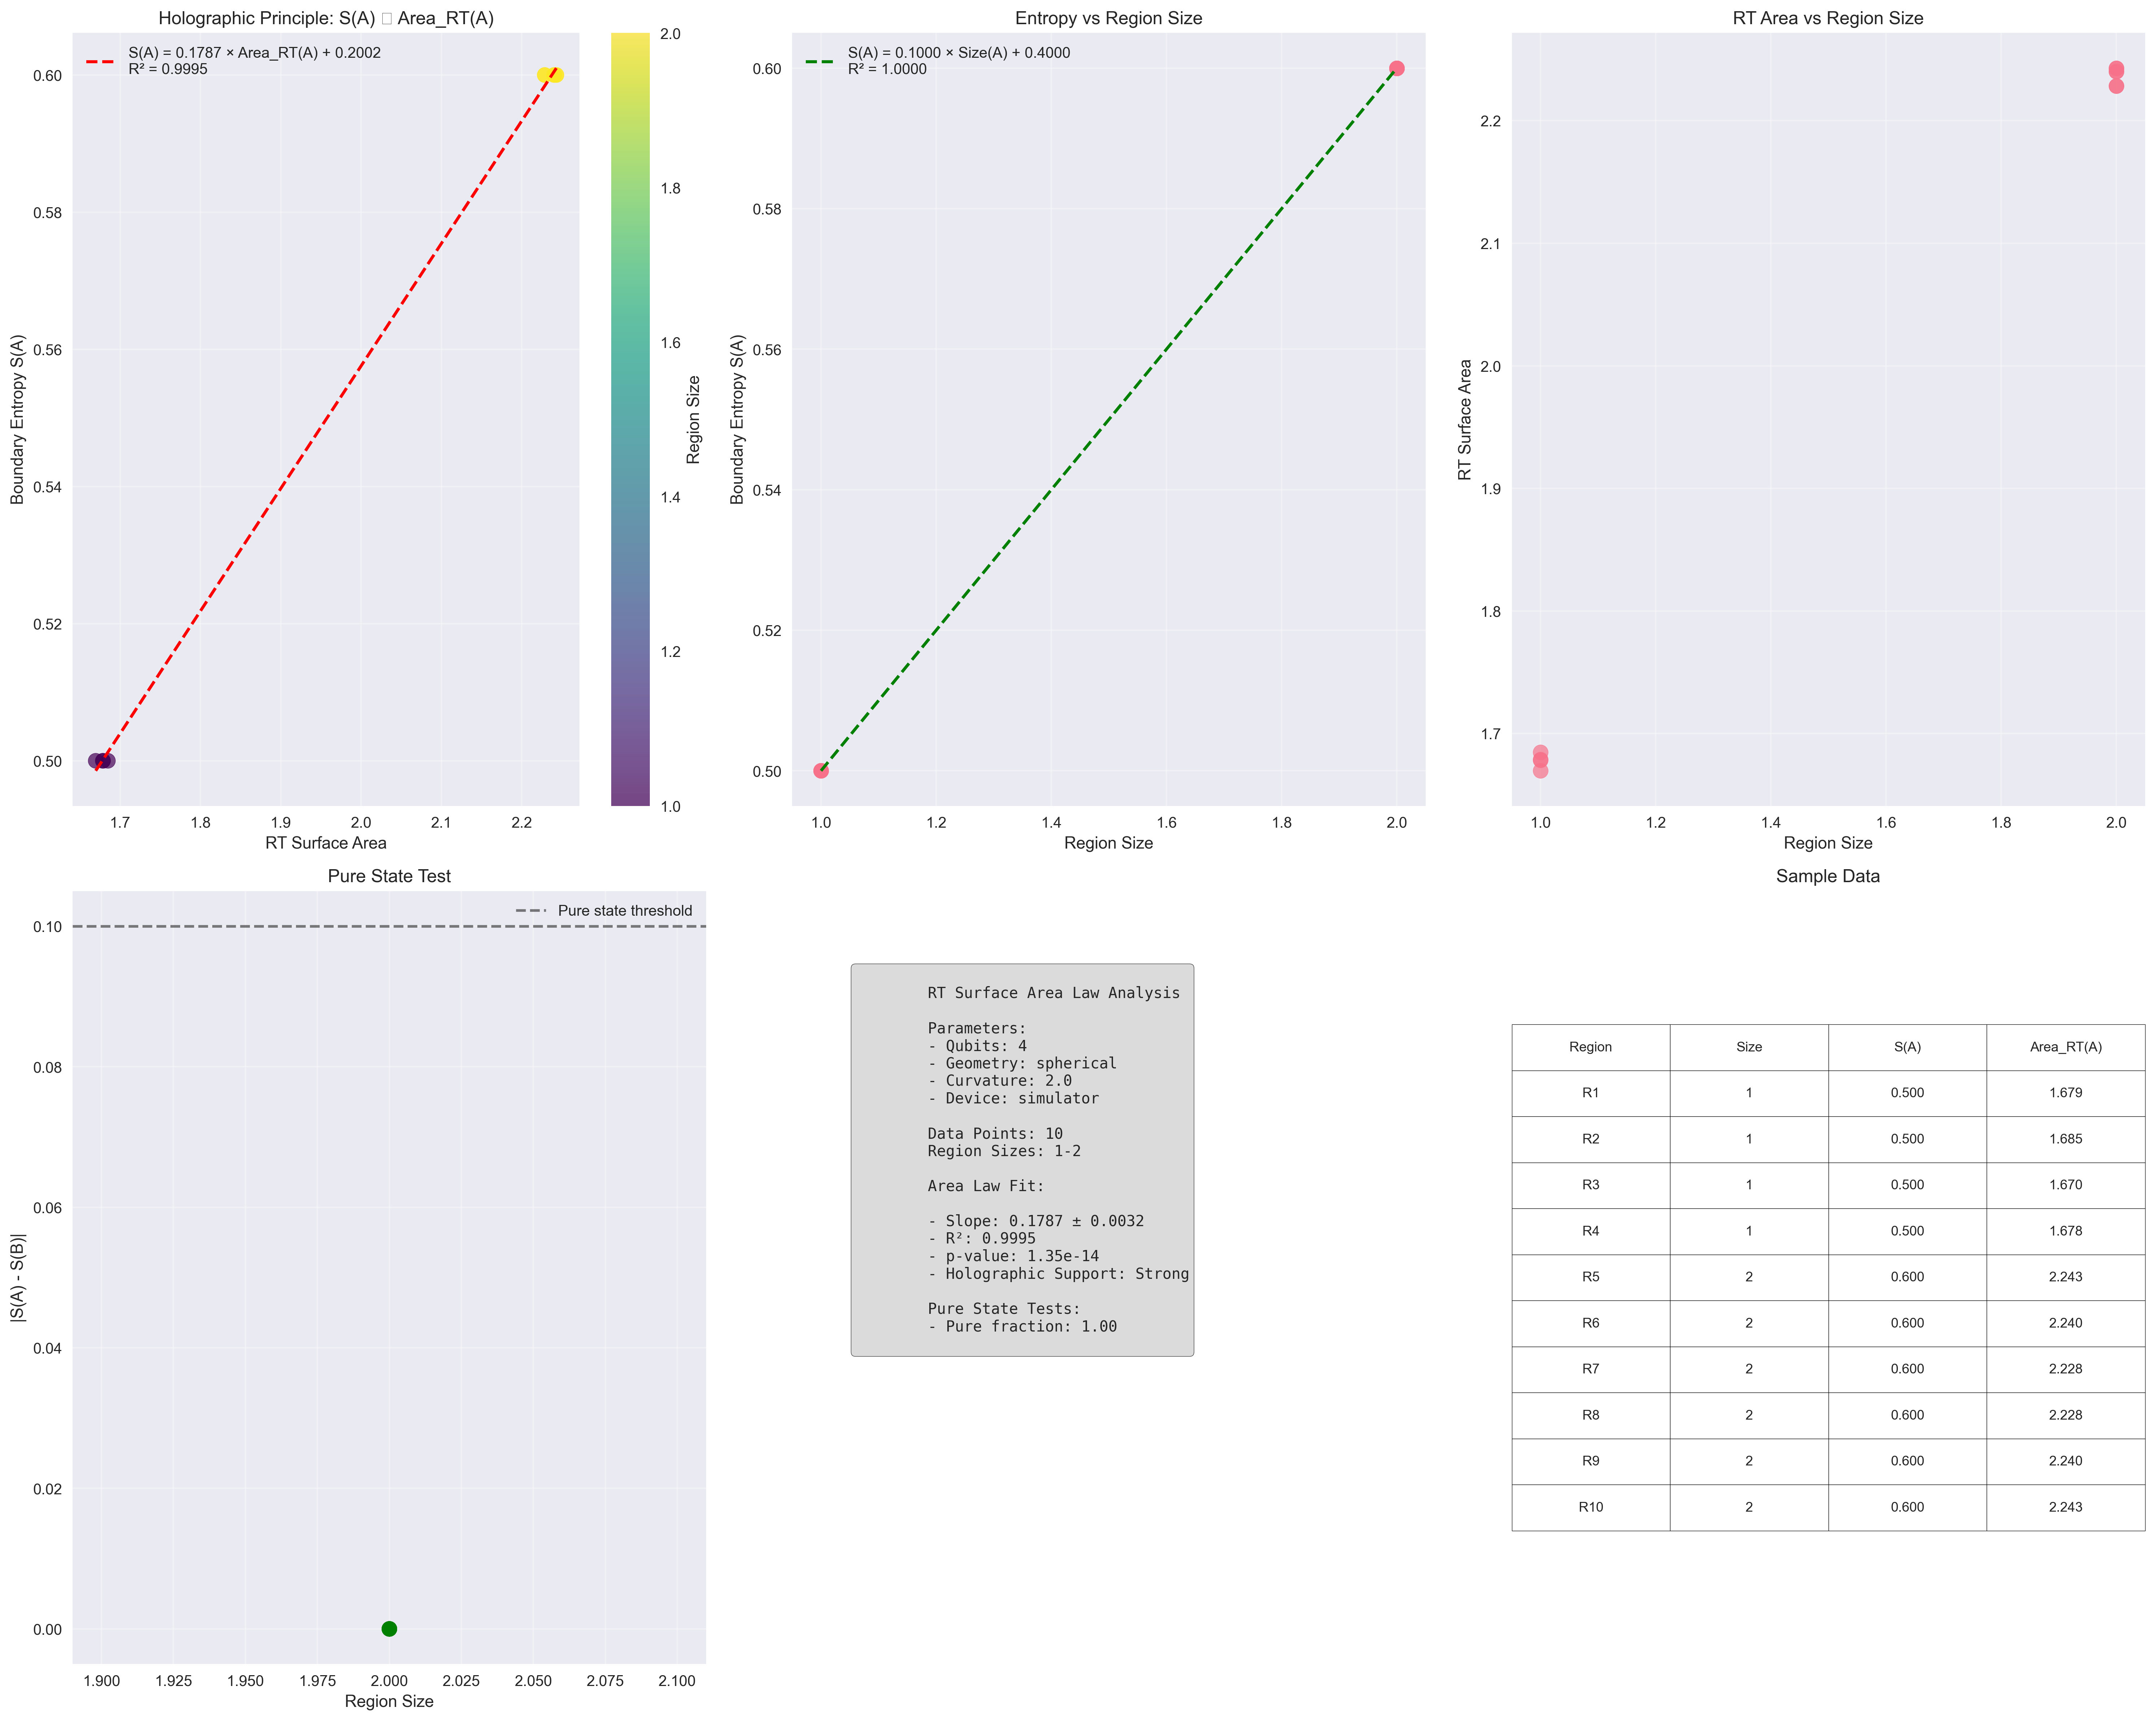 Holographic Principle: S(A) □ Area_RT(A)
S(A) = 0.1787 × Area_RT(A) + 0.2002
R² = 0.9995
0.60
0.58
0.56
0.54
0.52
0.50
Boundary Entropy S(A)
1.7 1.8 1.9 2.0 2.1 2.2
RT Surface Area
2.0
1.8
1.6
1.4
1.2
1.0
Region Size
Entropy vs Region Size
S(A) = 0.1000 × Size(A) + 0.4000
R² = 1.0000
0.60
0.58
0.56
0.54
0.52
0.50
Boundary Entropy S(A)
1.0 1.2 1.4 1.6 1.8 2.0
Region Size
RT Area vs Region Size
2.2
2.1
2.0
1.9
1.8
1.7
RT Surface Area
1.0 1.2 1.4 1.6 1.8 2.0
Region Size
Pure State Test
Pure state threshold
0.10
0.08
0.06
0.04
0.02
0.00
|S(A) - S(B)|
1.900 1.925 1.950 1.975 2.000 2.025 2.050 2.075 2.100
Region Size
RT Surface Area Law Analysis
Parameters:
- Qubits: 4
- Geometry: spherical
- Curvature: 2.0
- Device: simulator
Data Points: 10
Region Sizes: 1-2
Area Law Fit:
- Slope: 0.1787 ± 0.0032
- R²: 0.9995
- p-value: 1.35e-14
- Holographic Support: Strong
Pure State Tests:
- Pure fraction: 1.00
Sample Data
Region Size S(A) Area_RT(A)
R1 1 0.500 1.679
R2 1 0.500 1.685
R3 1 0.500 1.670
R4 1 0.500 1.678
R5 2 0.600 2.243
R6 2 0.600 2.240
R7 2 0.600 2.228
R8 2 0.600 2.228
R9 2 0.600 2.240
R10 2 0.600 2.243